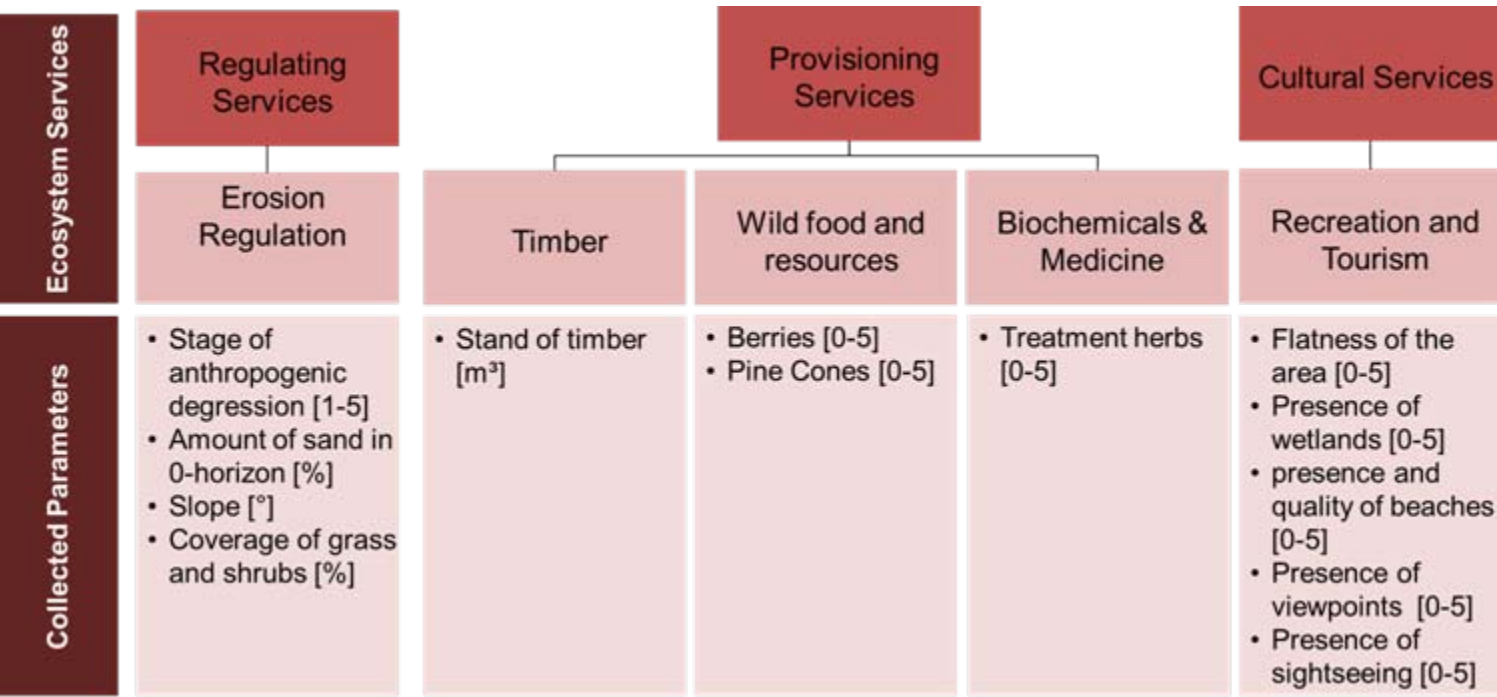 Ecosystem Services
Regulating
Services
Provisioning
Services
Cultural Services
Erosion
Regulation
Timber
Wild food and
resources
Biochemicals &
Medicine
Recreation and
Tourism
Collected Parameters
• Stage of
anthropogenic
degression [1-5]
• Amount of sand in
0-horizon [%]
• Slope [°]
• Coverage of grass
and shrubs [%]
• Stand of timber
[m³]
• Berries [0-5]
• Pine Cones [0-5]
• Treatment herbs
[0-5]
• Flatness of the
area [0-5]
• Presence of
wetlands [0-5]
• presence and
quality of beaches
[0-5]
• Presence of
viewpoints [0-5]
• Presence of
sightseeing [0-5]